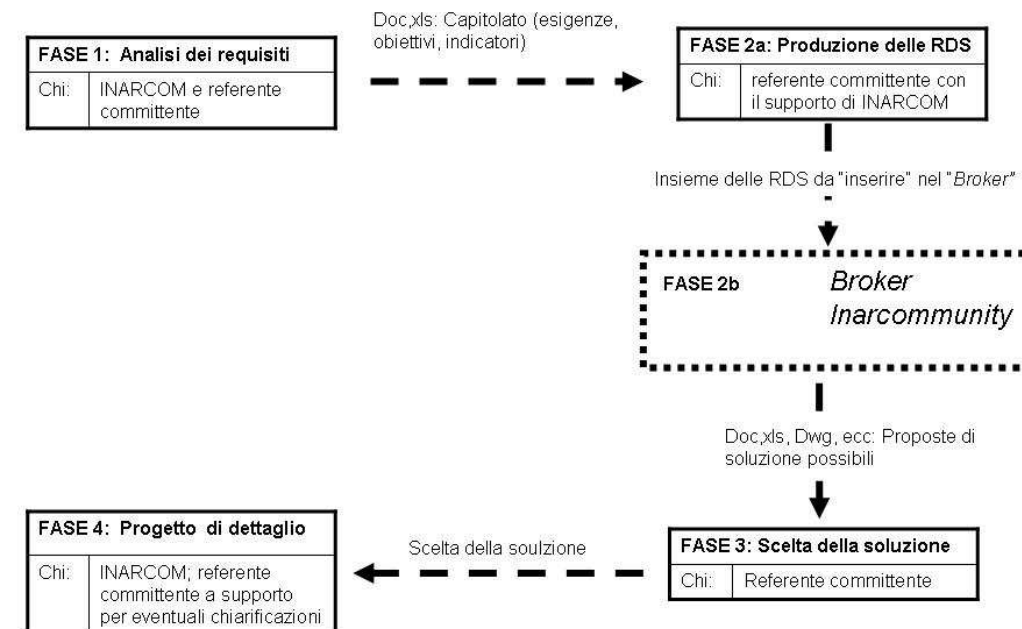 FASE 1: Analisi dei requisiti
Chi: INARCOM e referente
committente
Doc,xls: Capitolato (esigenze,
obiettivi, indicatori)
FASE 2a: Produzione delle RDS
Chi: referente committente con
il supporto di INARCOM
Insieme delle RDS da "inserire" nel "Broker"
FASE 2b Broker
Inarcommunity
Doc,xls, Dwg, ecc: Proposte di
soluzione possibili
FASE 3: Scelta della soluzione
Chi: Referente committente
Scelta della soulzione
FASE 4: Progetto di dettaglio
Chi: INARCOM; referente
committente a supporto
per eventuali chiarificazioni